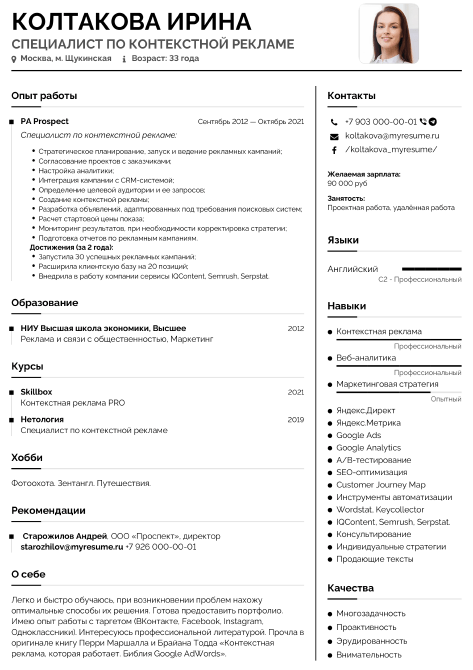 КОЛТАКОВА ИРИНА
СПЕЦИАЛИСТ ПО КОНТЕКСТНОЙ РЕКЛАМЕ
Москва, м. Щукинская Возраст: 33 года
Опыт работы
PA Prospect Сентябрь 2012 — Октябрь 2021
Специалист по контекстной рекламе:
Стратегическое планирование, запуск и ведение рекламных кампаний;
Согласование проектов с заказчиками;
Настройка аналитики;
Интеграция кампании с CRM-системой;
Определение целевой аудитории и ее запросов;
Создание контекстной рекламы;
Разработка объявлений, адаптированных под требования поисковых систем;
Расчет стартовой цены показа;
Мониторинг результатов, при необходимости корректировка стратегии;
Подготовка отчетов по рекламным кампаниям.
Достижения (за 2 года):
Запустила 30 успешных рекламных кампаний;
Расширила клиентскую базу на 20 позиций;
Внедрила в работу компании сервисы IQContent, Semrush, Serpstat.
Образование
НИУ Высшая школа экономики, Высшее 2012
Реклама и связи с общественностью, Маркетинг
Курсы
Skillbox 2021
Контекстная реклама PRO
Нетология 2019
Специалист по контекстной рекламе
Хобби
Фотоохота. Зентангл. Путешествия.
Рекомендации
Старожилов Андрей, ООО «Проспект», директор
starozhilov@myresume.ru +7 926 000-00-01
О себе
Легко и быстро обучаюсь, при возникновении проблем нахожу
оптимальные способы их решения. Готова предоставить портфолио.
Имею опыт работы с таргетом (ВКонтакте, Facebook, Instagram,
Одноклассники). Интересуюсь профессиональной литературой. Прочла в
оригинале книгу Перри Маршалла и Брайана Тодда «Контекстная
реклама, которая работает. Библия Google AdWords».
Контакты
+7 903 000-00-01
koltakova@myresume.ru
/koltakova_myresume/
Желаемая зарплата:
90 000 руб
Занятость:
Проектная работа, удалённая работа
Языки
Английский
C2 - Профессиональный
Навыки
Контекстная реклама
Профессиональный
Веб-аналитика
Профессиональный
Маркетинговая стратегия
Опытный
Яндекс.Директ
Яндекс.Метрика
Google Ads
Google Analytics
A/B-тестирование
SEO-оптимизация
Customer Journey Map
Инструменты автоматизации
Wordstat, Keycollector
IQContent, Semrush, Serpstat.
Консультирование
Индивидуальные стратегии
Продающие тексты
Качества
Многозадачность
Проактивность
Эрудированность
Внимательность